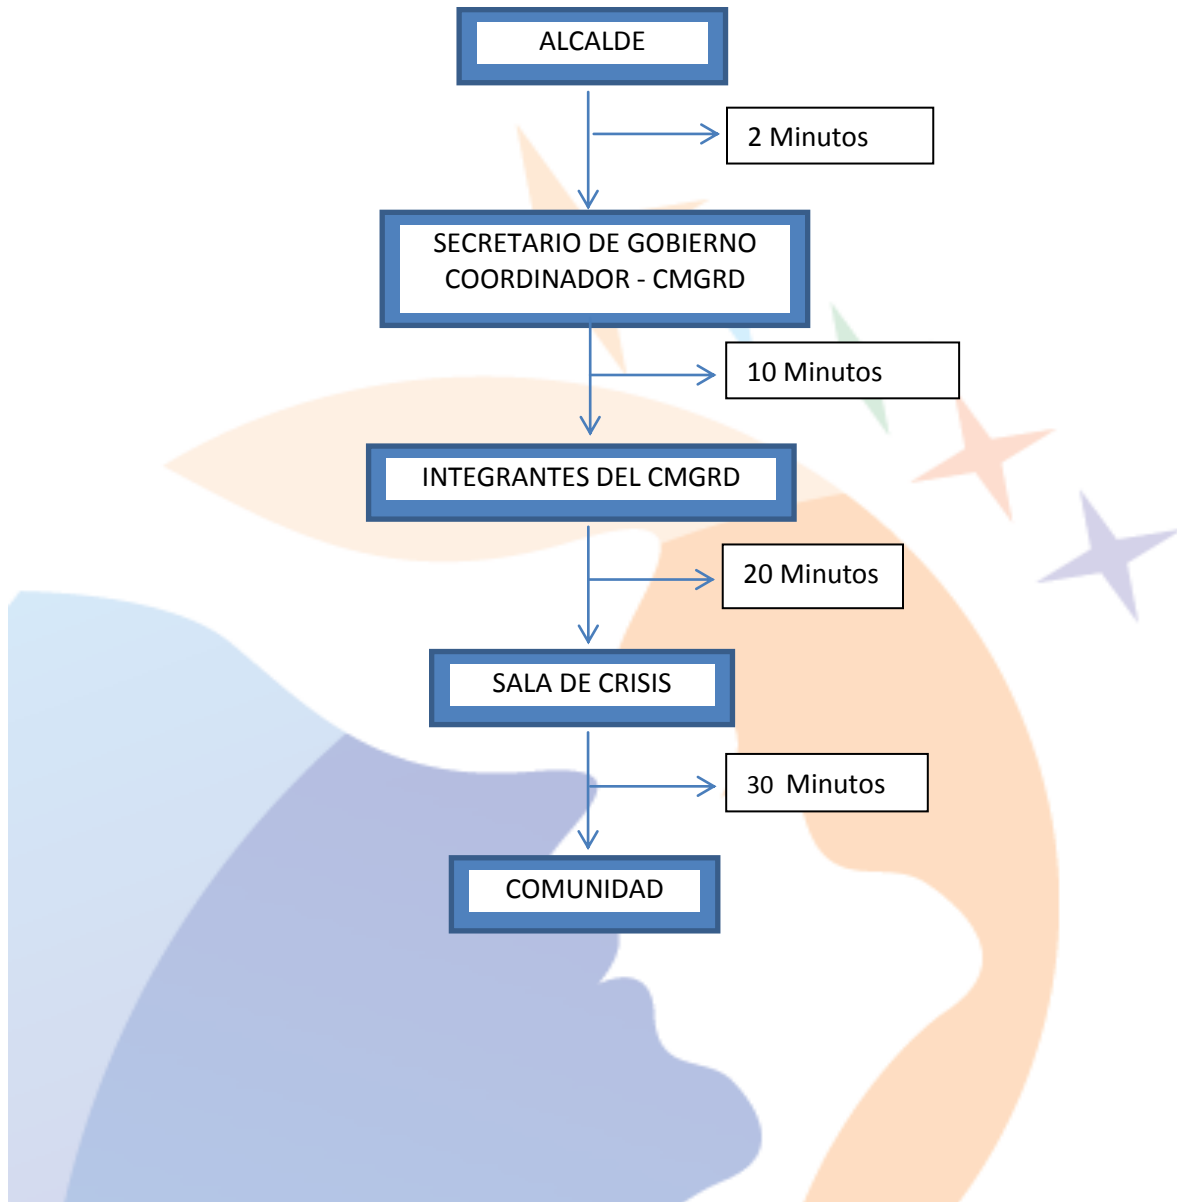 ALCALDE
2 Minutos
SECRETARIO DE GOBIERNO
COORDINADOR - CMGRD
10 Minutos
INTEGRANTES DEL CMGRD
20 Minutos
SALA DE CRISIS
30 Minutos
COMUNIDAD